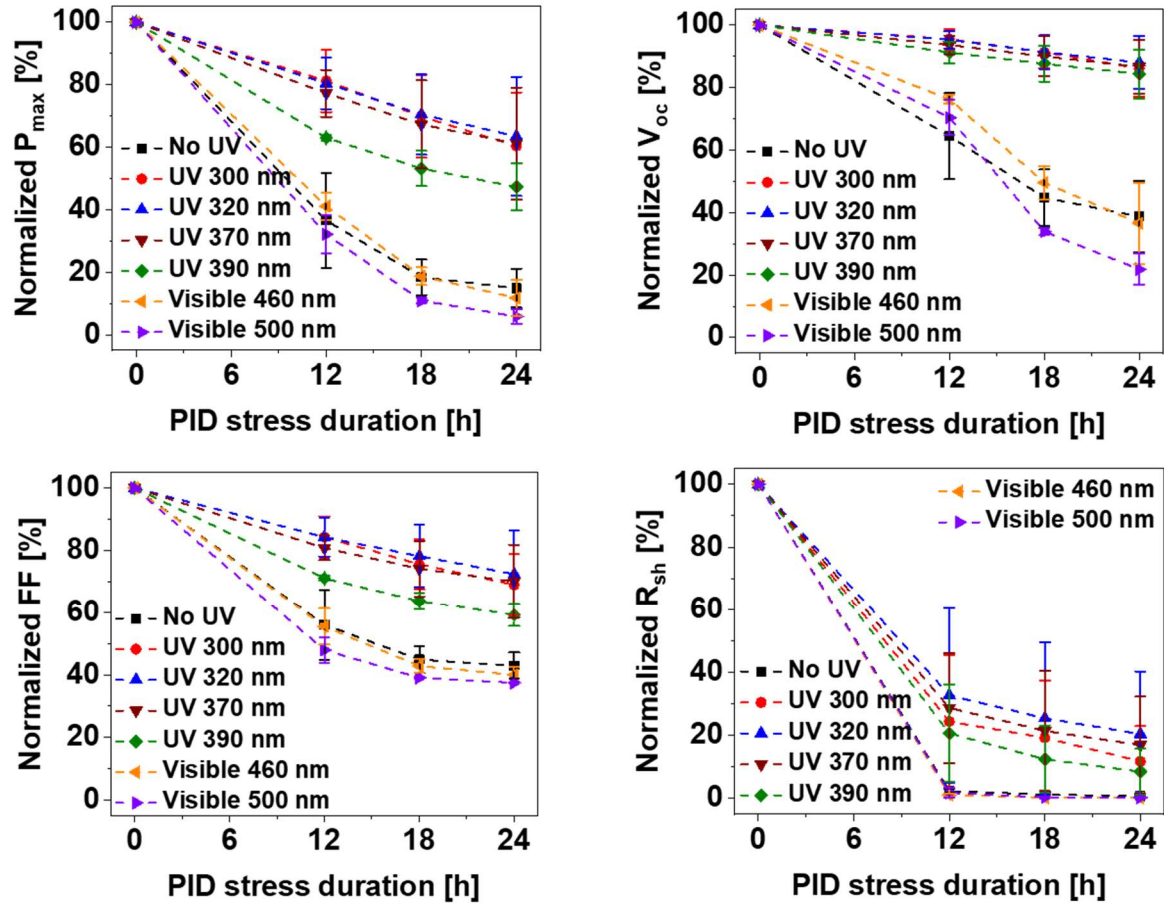 Normalized P_max [%]
100
80
60
40
20
0
No UV
UV 300 nm
UV 320 nm
UV 370 nm
UV 390 nm
Visible 460 nm
Visible 500 nm
0 6 12 18 24
PID stress duration [h]
Normalized V_oc [%]
100
80
60
40
20
0
No UV
UV 300 nm
UV 320 nm
UV 370 nm
UV 390 nm
Visible 460 nm
Visible 500 nm
0 6 12 18 24
PID stress duration [h]
Normalized FF [%]
100
80
60
40
20
0
No UV
UV 300 nm
UV 320 nm
UV 370 nm
UV 390 nm
Visible 460 nm
Visible 500 nm
0 6 12 18 24
PID stress duration [h]
Normalized R_sh [%]
100
80
60
40
20
0
Visible 460 nm
Visible 500 nm
No UV
UV 300 nm
UV 320 nm
UV 370 nm
UV 390 nm
0 6 12 18 24
PID stress duration [h]